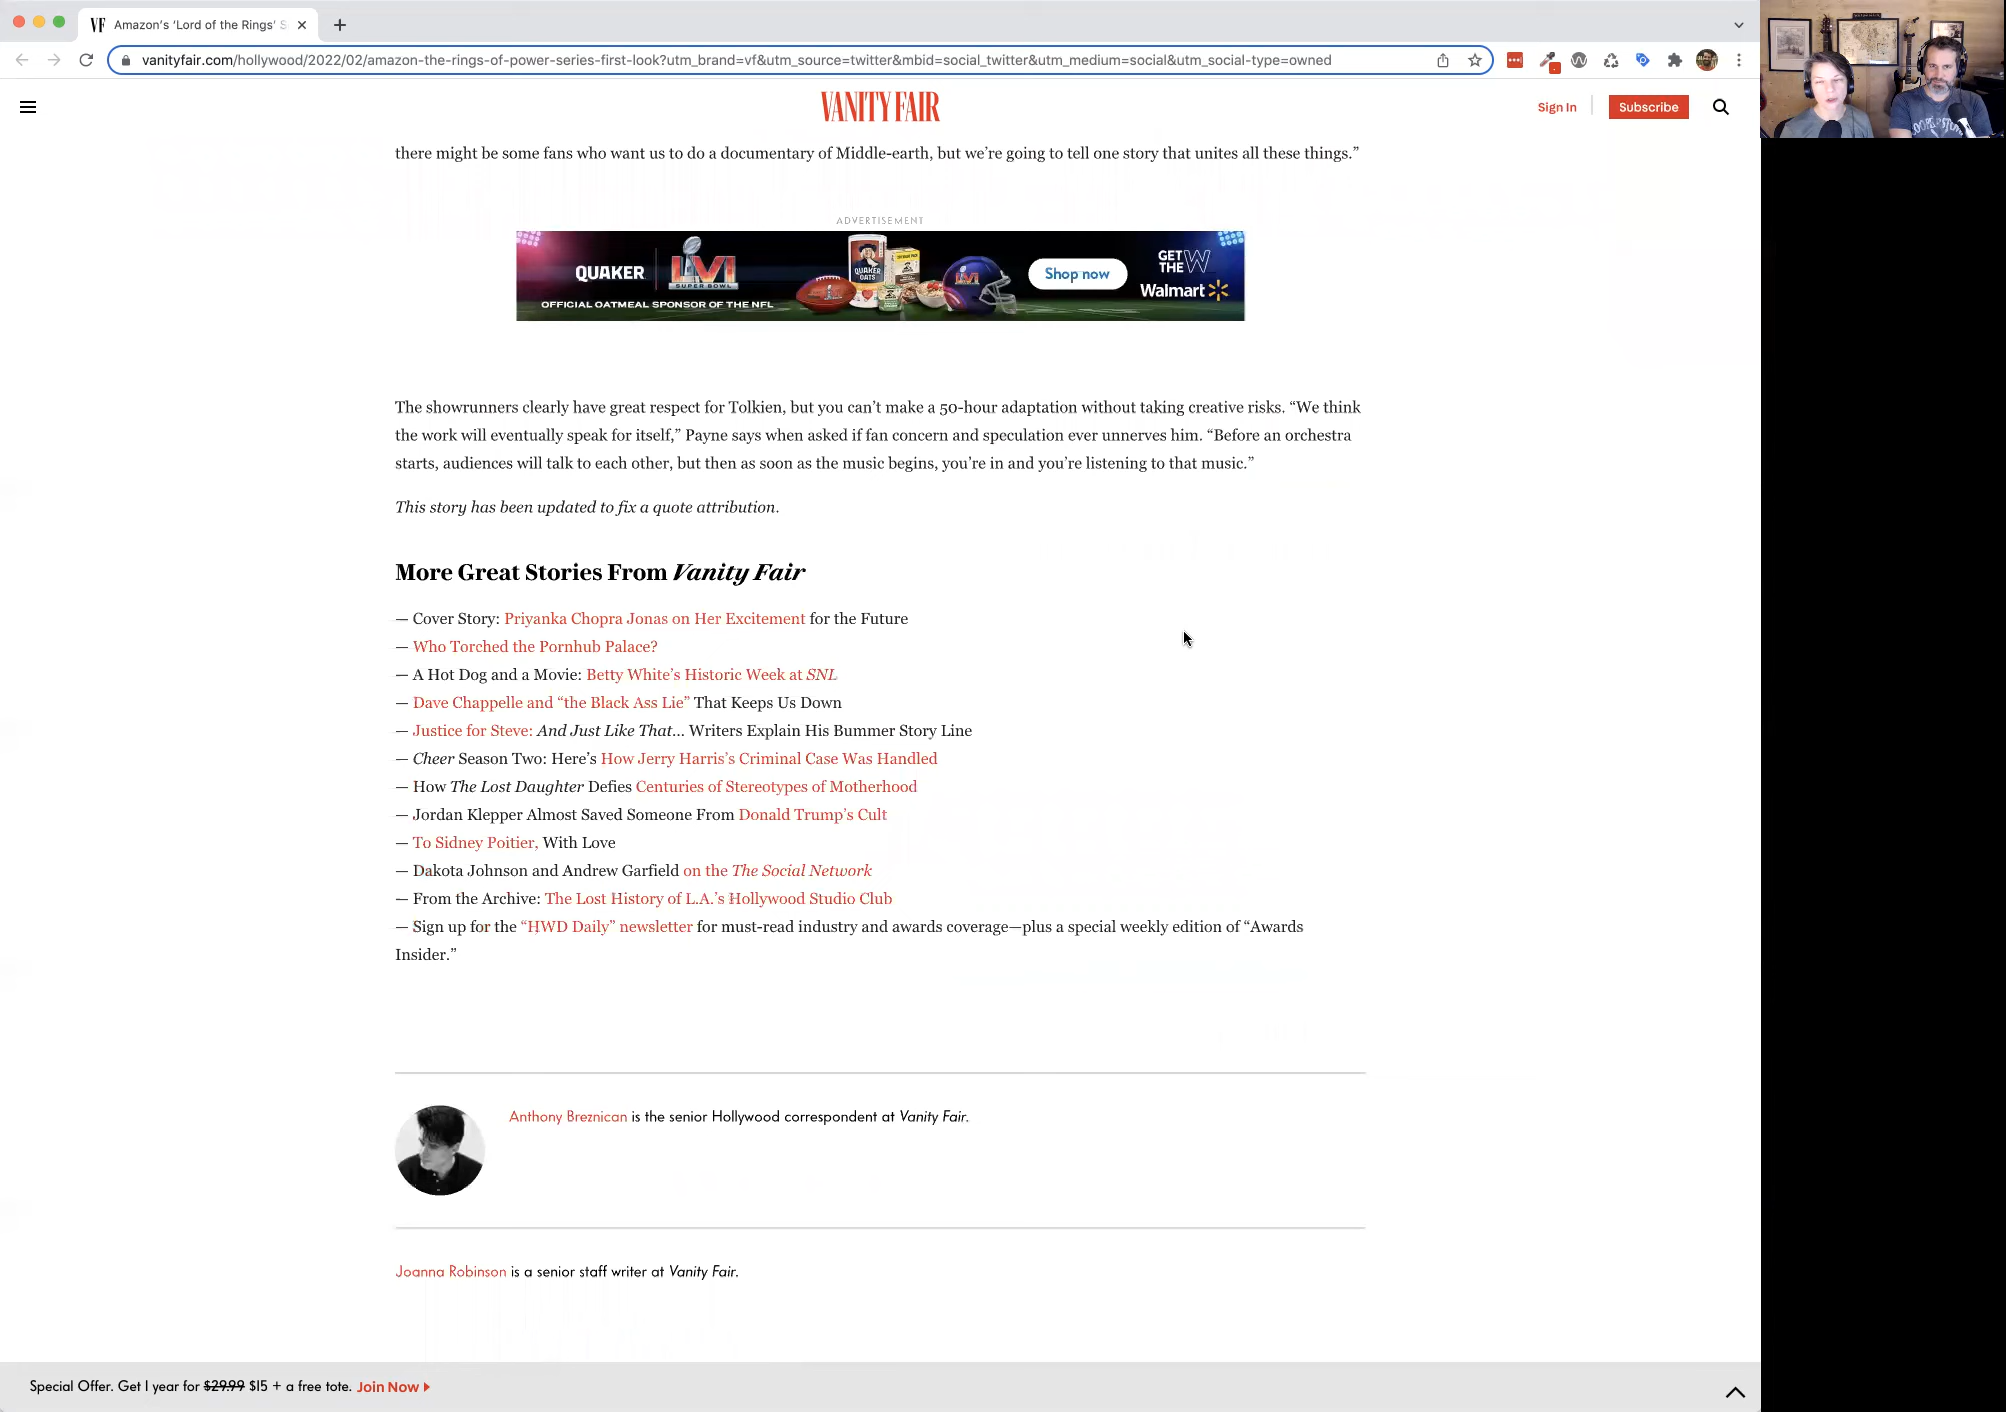 Amazon's 'Lord of the Rings' S
vanityfair.com/hollywood/2022/02/amazon-the-rings-of-power-series-first-look?utm_brand=vf&utm_source=twitter&mbid=social_twitter&utm_medium=social&utm_social-type=owned
VANITY FAIR
Sign In
Subscribe
there might be some fans who want us to do a documentary of Middle-earth, but we're going to tell one story that unites all these things."
ADVERTISEMENT
QUAKER
LVI
SUPER BOWL
OFFICIAL OATMEAL SPONSOR OF THE NFL
QUAKER
OATS
Shop now
GET
THE W
Walmart
The showrunners clearly have great respect for Tolkien, but you can't make a 50-hour adaptation without taking creative risks. "We think
the work will eventually speak for itself," Payne says when asked if fan concern and speculation ever unnerves him. "Before an orchestra
starts, audiences will talk to each other, but then as soon as the music begins, you're in and you're listening to that music."
This story has been updated to fix a quote attribution.
More Great Stories From Vanity Fair
— Cover Story: Priyanka Chopra Jonas on Her Excitement for the Future
— Who Torched the Pornhub Palace?
— A Hot Dog and a Movie: Betty White's Historic Week at SNL
— Dave Chappelle and "the Black Ass Lie" That Keeps Us Down
— Justice for Steve: And Just Like That… Writers Explain His Bummer Story Line
— Cheer Season Two: Here's How Jerry Harris's Criminal Case Was Handled
— How The Lost Daughter Defies Centuries of Stereotypes of Motherhood
— Jordan Klepper Almost Saved Someone From Donald Trump's Cult
— To Sidney Poitier, With Love
— Dakota Johnson and Andrew Garfield on the The Social Network
— From the Archive: The Lost History of L.A.'s Hollywood Studio Club
— Sign up for the "HWD Daily" newsletter for must-read industry and awards coverage—plus a special weekly edition of "Awards
Insider."
Anthony Breznican is the senior Hollywood correspondent at Vanity Fair.
Joanna Robinson is a senior staff writer at Vanity Fair.
Special Offer. Get 1 year for $29.99 $15 + a free tote. Join Now